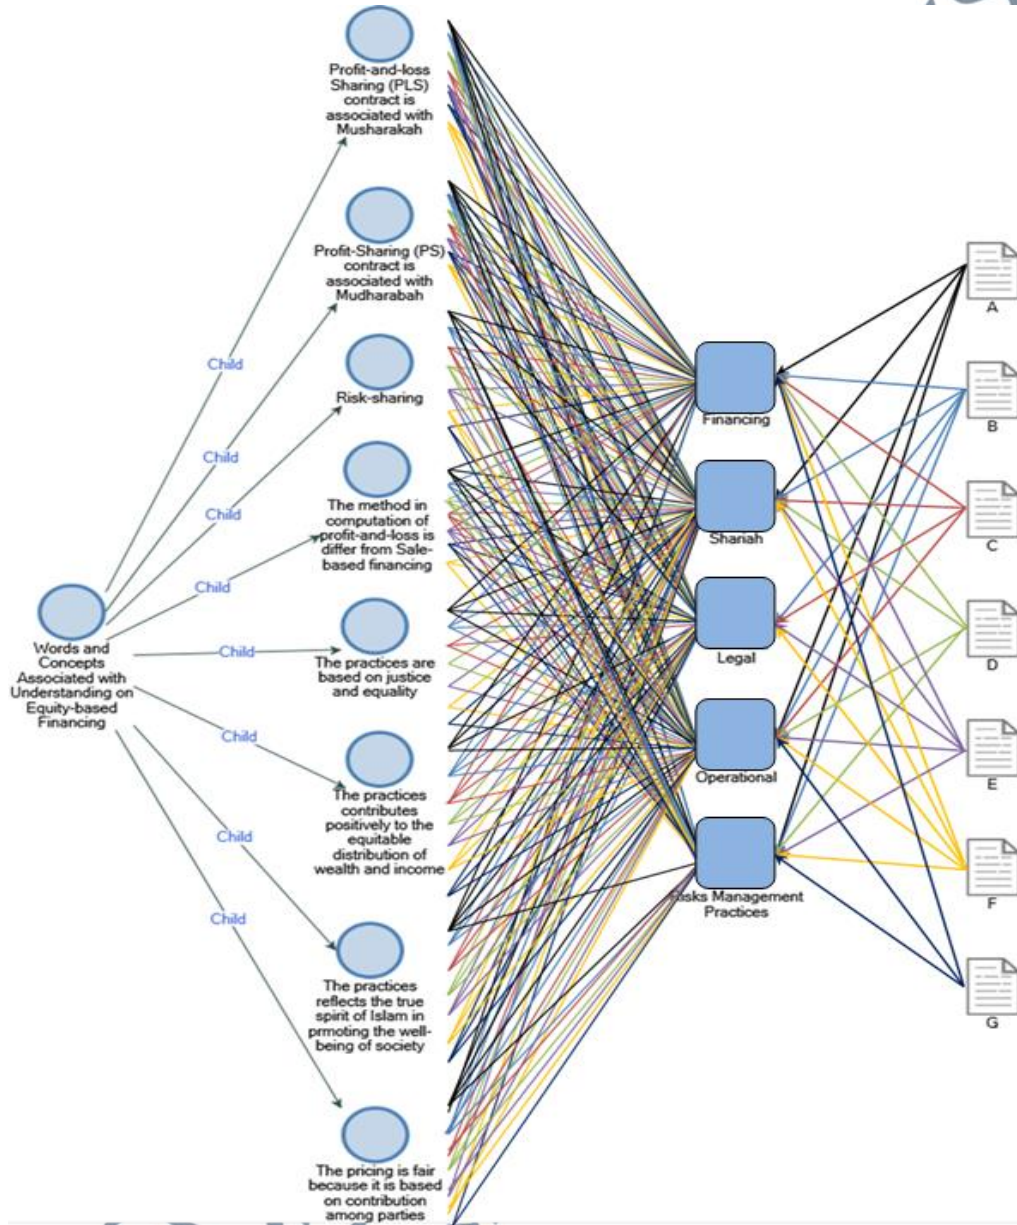 Profit-and-loss
Sharing (PLS)
contract is
associated with
Musharakah
Profit-Sharing (PS)
contract is
associated with
Mudharabah
Child
Child
Risk-sharing
Child
The method in
computation of
profit-and-loss is
differ from Sale-
based financing
Child
Words and
Concepts
Associated with
Understanding on
Equity-based
Financing
Child
The practices are
based on justice
and equality
Child
The practices
contributes
positively to the
equitable
distribution of
wealth and income
Child
Child
The practices
reflects the true
spirit of Islam in
prmoting the well-
being of society
The pricing is fair
because it is based
on contribution
among parties
Financing
Shariah
Legal
Operational
Risks Management
Practices
A
B
C
D
E
F
G